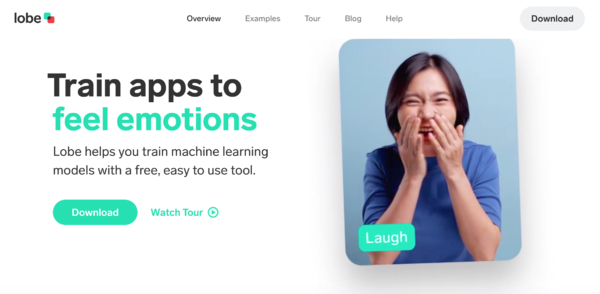 lobe
Overview Examples Tour Blog Help Download
Train apps to
feel emotions
Lobe helps you train machine learning
models with a free, easy to use tool.
Download Watch Tour
Laugh